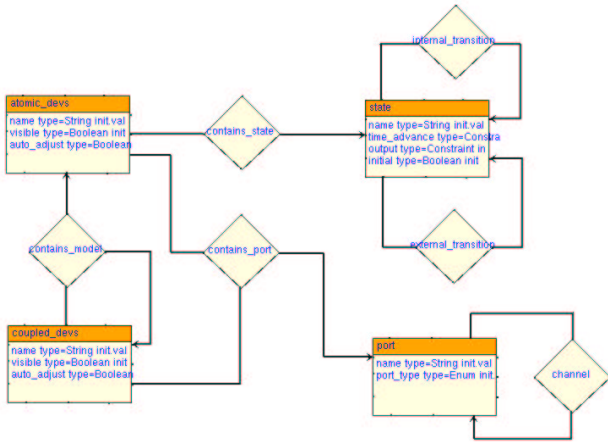 internal_transition
atomic_devs
name type=String init.val
visible type=Boolean init
auto_adjust type=Boolean
contains_state
state
name type=String init.val
time_advance type=Constra
output type=Constraint in
initial type=Boolean init
external_transition
contains_model
contains_port
coupled_devs
name type=String init.val
visible type=Boolean init
auto_adjust type=Boolean
port
name type=String init.val
port_type type=Enum init.
channel